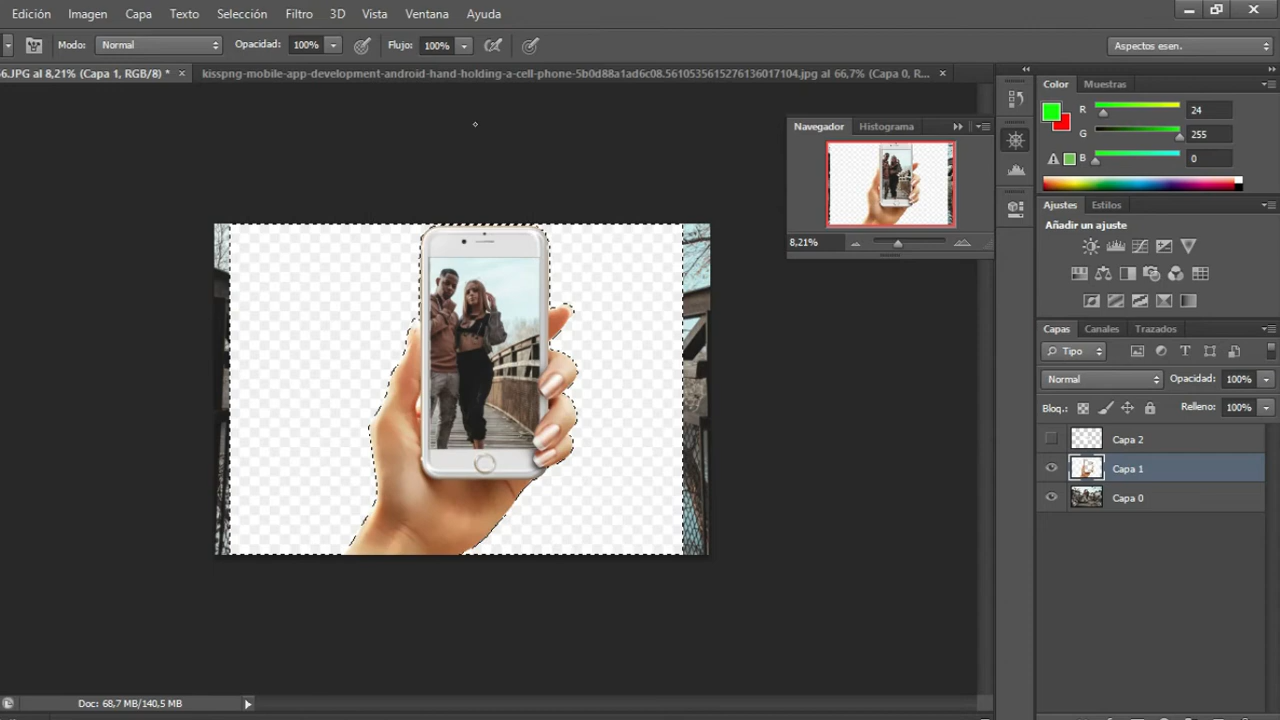 Edición Imagen Capa Texto Selección Filtro 3D Vista Ventana Ayuda
Modo: Normal Opacidad: 100% Flujo: 100% Aspectos esen.
6.JPG al 8,21% (Capa 1, RGB/8) * × kisspng-mobile-app-development-android-hand-holding-a-cell-phone-5b0d88a1ad6c08.5610535615276136017104.jpg al 66,7% (Capa 0, R... ×
Color Muestras
R 24
G 255
B 0
Navegador Histograma
8,21%
Ajustes Estilos
Añadir un ajuste
Capas Canales Trazados
Tipo
Normal Opacidad: 100%
Bloq.: Relleno: 100%
Capa 2
Capa 1
Capa 0
Doc: 68,7 MB/140,5 MB